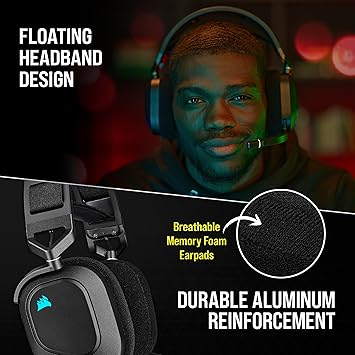 FLOATING
HEADBAND
DESIGN
Breathable
Memory Foam
Earpads
DURABLE ALUMINUM
REINFORCEMENT